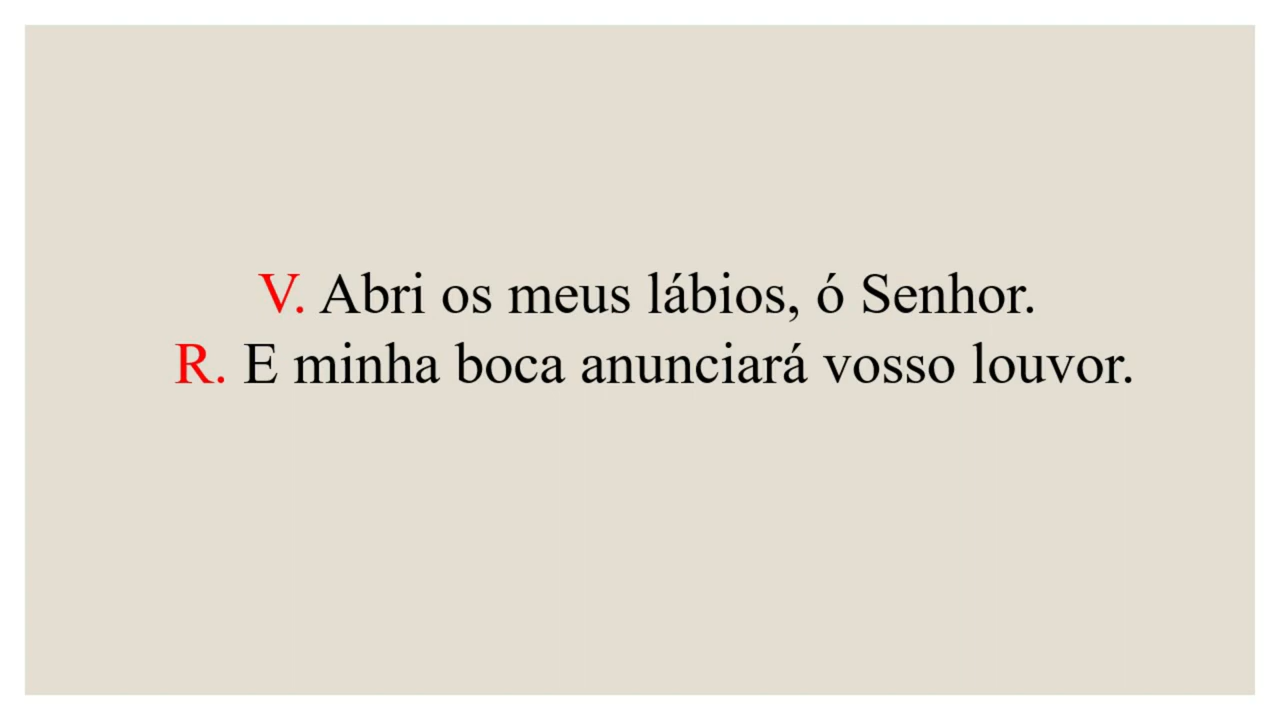 V. Abri os meus lábios, ó Senhor.
R. E minha boca anunciará vosso louvor.